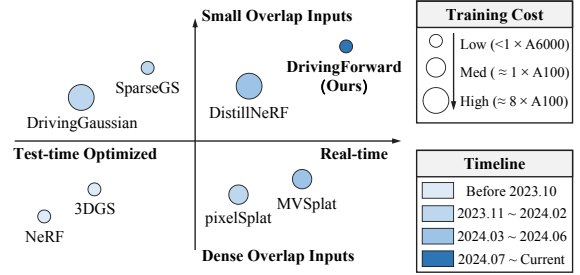 Small Overlap Inputs
SparseGS
DrivingGaussian
DistillNeRF
DrivingForward
(Ours)
Test-time Optimized
Real-time
3DGS
NeRF
pixelSplat
MVSplat
Dense Overlap Inputs
Training Cost
Low (<1 × A6000)
Med (≈ 1 × A100)
High (≈ 8 × A100)
Timeline
Before 2023.10
2023.11 ~ 2024.02
2024.03 ~ 2024.06
2024.07 ~ Current